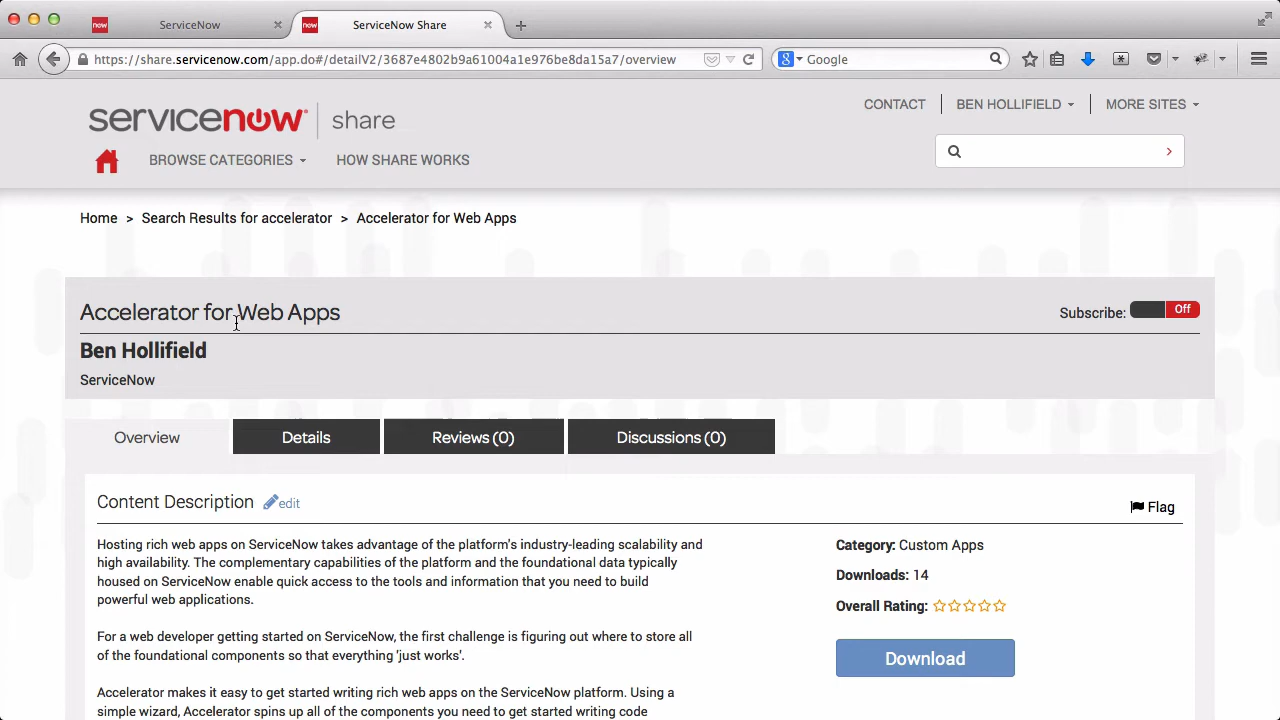 now ServiceNow
now ServiceNow Share
https://share.servicenow.com/app.do#/detailV2/3687e4802b9a61004a1e976be8da15a7/overview
Google
servicenow share
CONTACT BEN HOLLIFIELD MORE SITES
BROWSE CATEGORIES HOW SHARE WORKS
Home > Search Results for accelerator > Accelerator for Web Apps
Accelerator for Web Apps
Subscribe: Off
Ben Hollifield
ServiceNow
Overview Details Reviews (0) Discussions (0)
Content Description edit
Flag
Hosting rich web apps on ServiceNow takes advantage of the platform's industry-leading scalability and
high availability. The complementary capabilities of the platform and the foundational data typically
housed on ServiceNow enable quick access to the tools and information that you need to build
powerful web applications.
For a web developer getting started on ServiceNow, the first challenge is figuring out where to store all
of the foundational components so that everything 'just works'.
Accelerator makes it easy to get started writing rich web apps on the ServiceNow platform. Using a
simple wizard, Accelerator spins up all of the components you need to get started writing code
Category: Custom Apps
Downloads: 14
Overall Rating:
Download